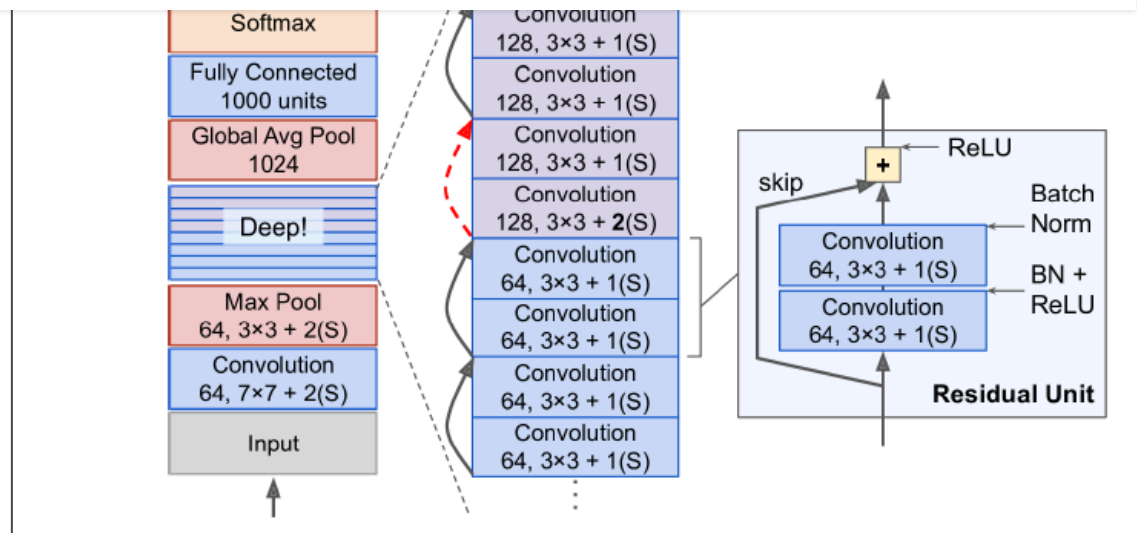 Softmax
Fully Connected
1000 units
Global Avg Pool
1024
Deep!
Max Pool
64, 3×3 + 2(S)
Convolution
64, 7×7 + 2(S)
Input
Convolution
128, 3×3 + 1(S)
Convolution
128, 3×3 + 1(S)
Convolution
128, 3×3 + 1(S)
Convolution
128, 3×3 + 2(S)
Convolution
64, 3×3 + 1(S)
Convolution
64, 3×3 + 1(S)
Convolution
64, 3×3 + 1(S)
Convolution
64, 3×3 + 1(S)
+
ReLU
skip
Batch
Norm
Convolution
64, 3×3 + 1(S)
BN +
ReLU
Convolution
64, 3×3 + 1(S)
Residual Unit